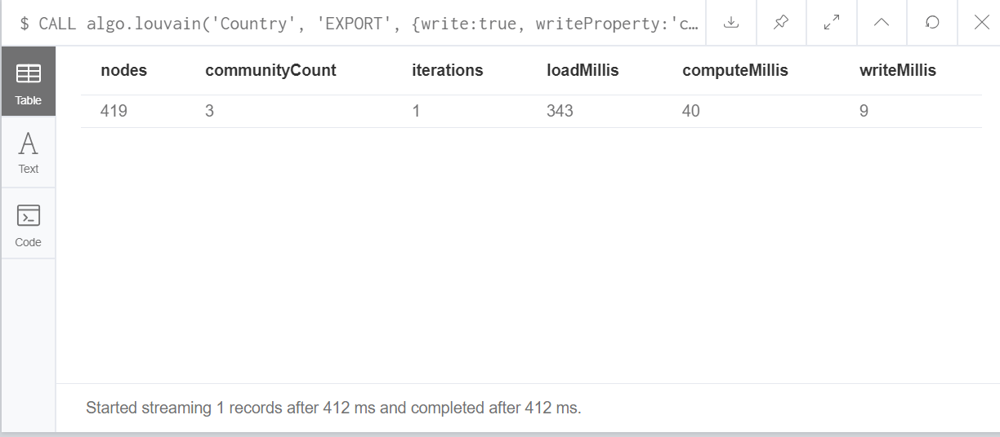 $ CALL algo.louvain('Country', 'EXPORT', {write:true, writeProperty:'c…
Table
nodes communityCount iterations loadMillis computeMillis writeMillis
419 3 1 343 40 9
A
Text
Code
Started streaming 1 records after 412 ms and completed after 412 ms.